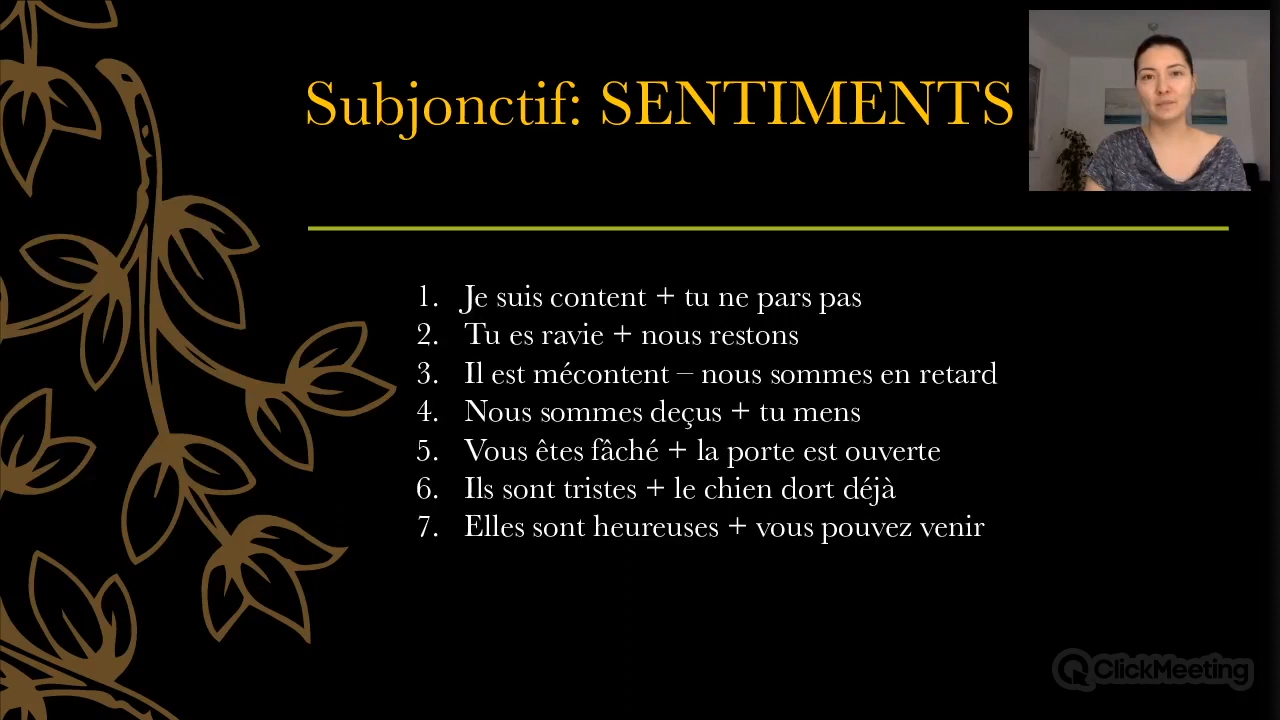 Subjonctif: SENTIMENTS
1. Je suis content + tu ne pars pas
2. Tu es ravie + nous restons
3. Il est mécontent – nous sommes en retard
4. Nous sommes deçus + tu mens
5. Vous êtes fâché + la porte est ouverte
6. Ils sont tristes + le chien dort déjà
7. Elles sont heureuses + vous pouvez venir
ClickMeeting